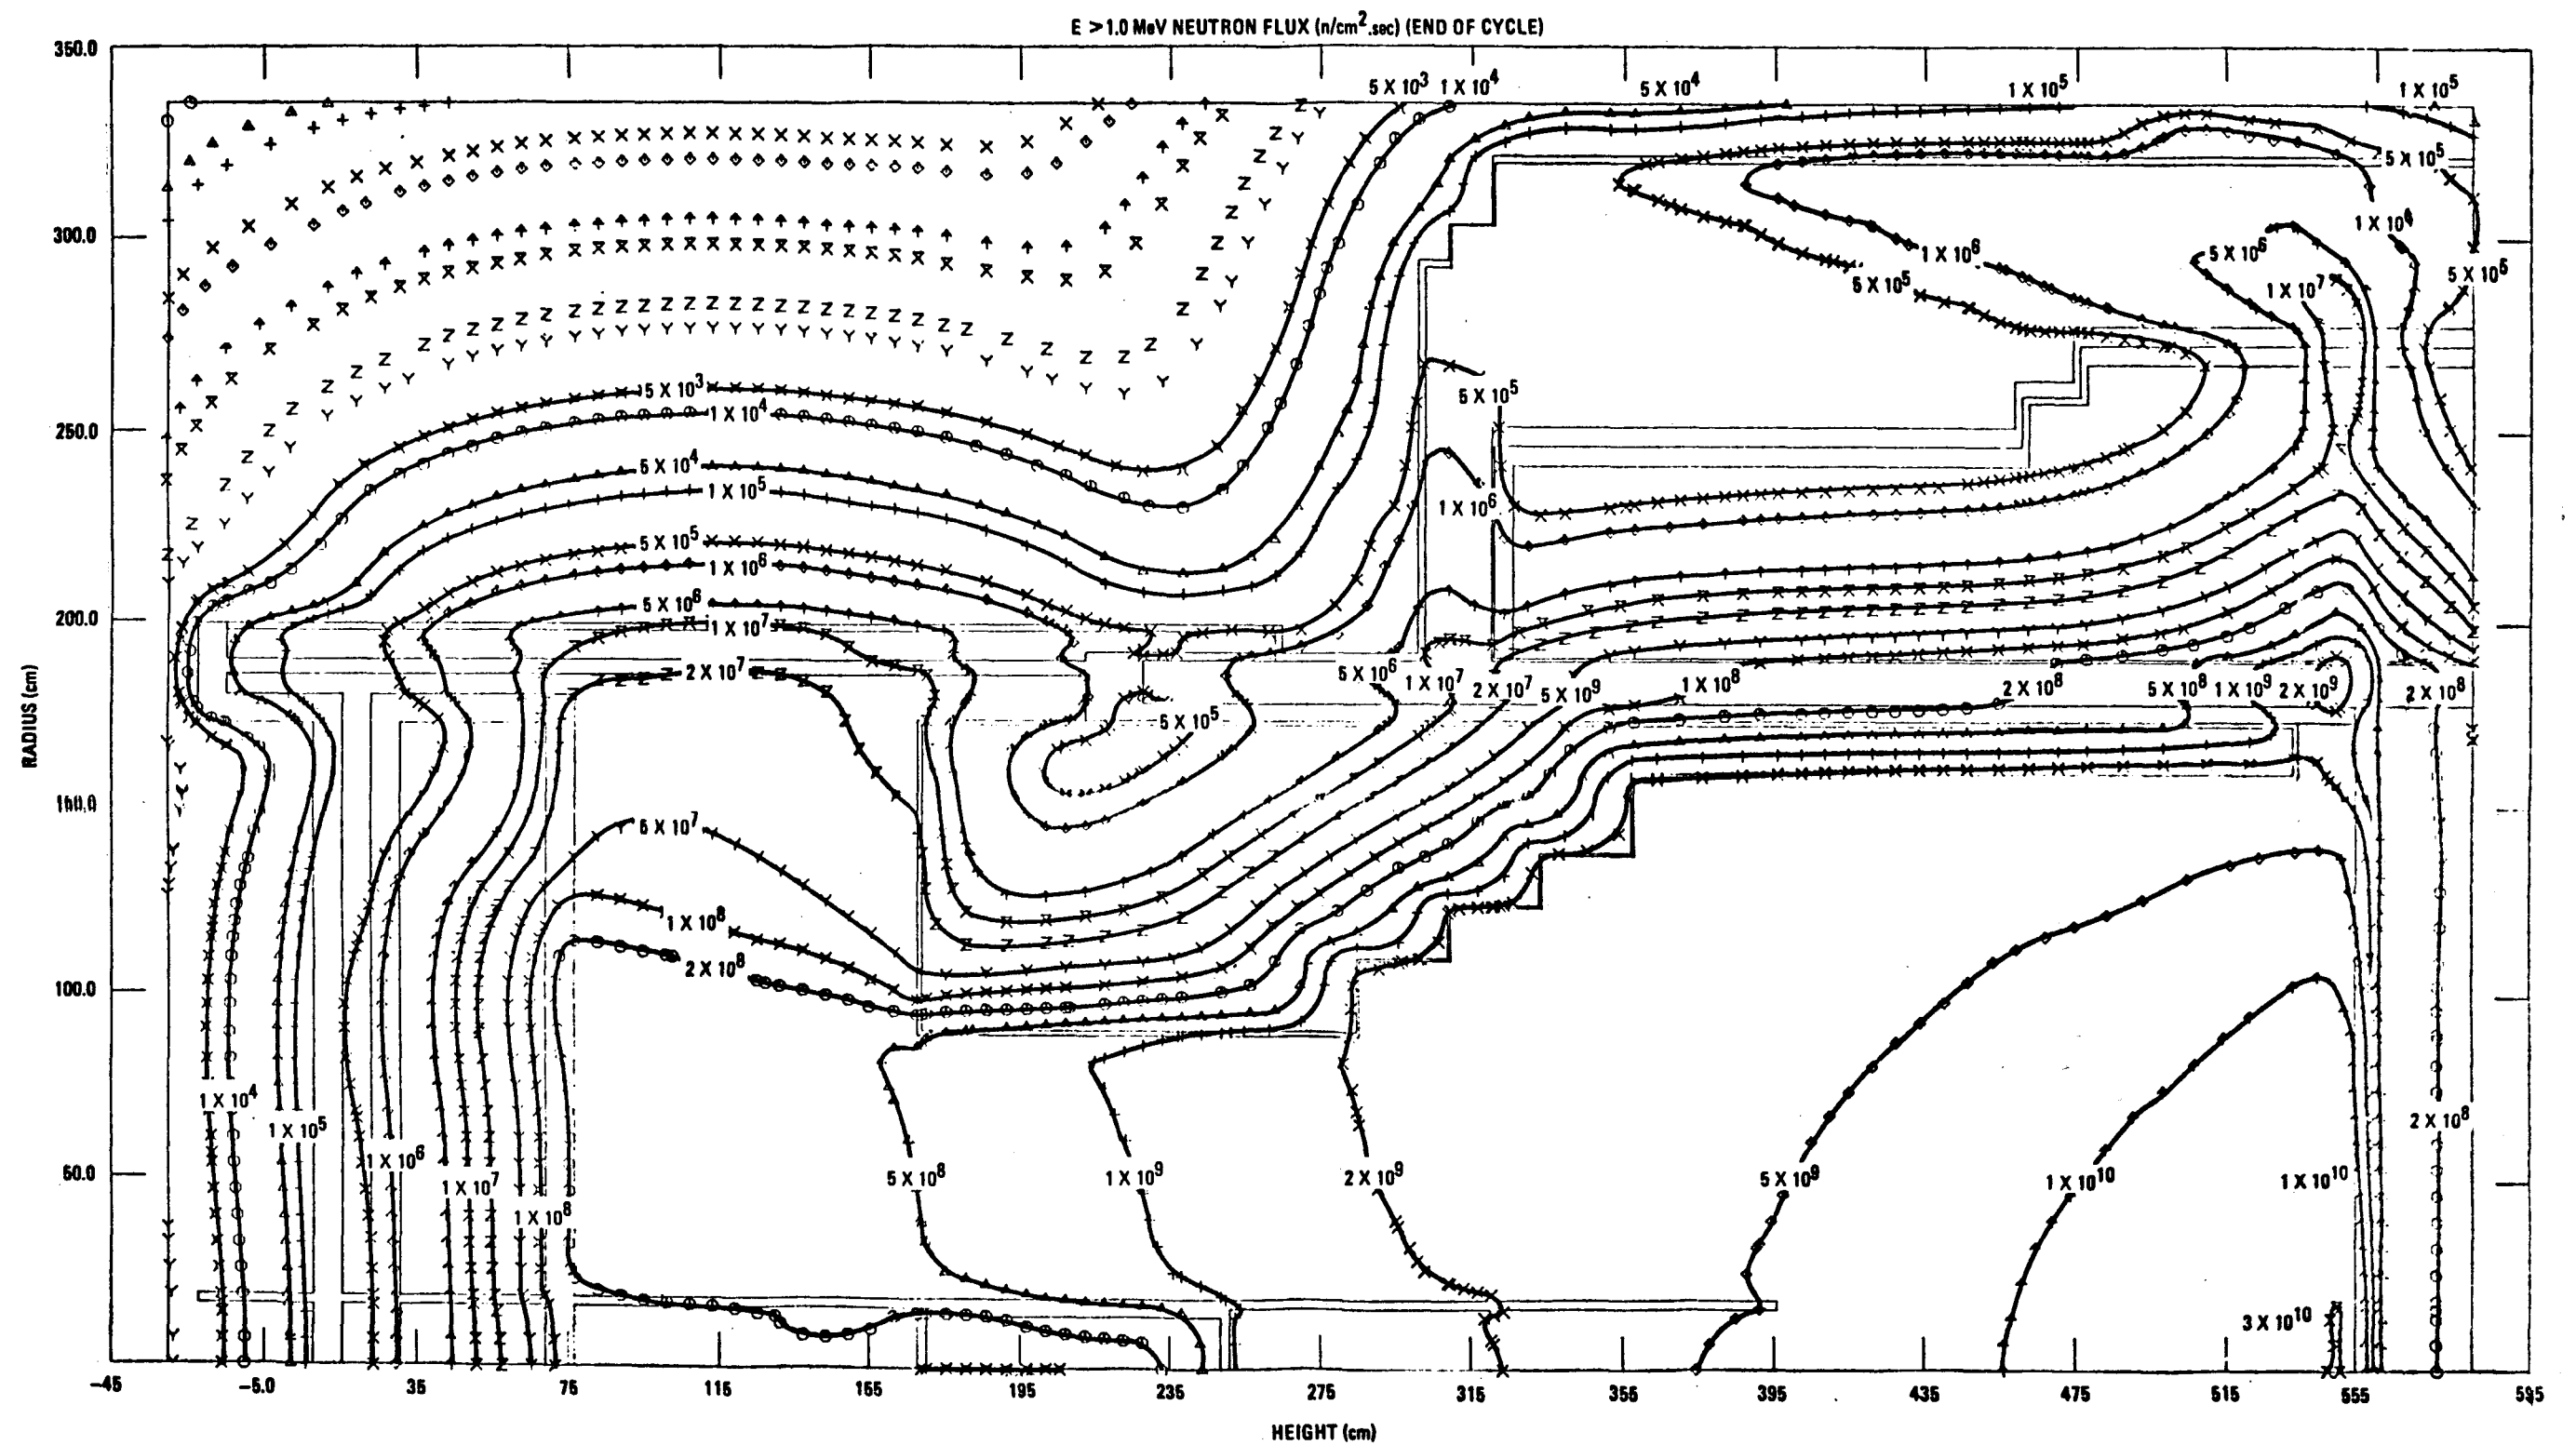 E > 1.0 MeV NEUTRON FLUX (n/cm².sec) (END OF CYCLE)
350.0
5 X 10³ 1 X 10⁴ 5 X 10⁴ 1 X 10⁵ 1 X 10⁵
5 X 10⁵
300.0 1 X 10⁴
1 X 10⁶ 5 X 10⁶
5 X 10⁵ 1 X 10⁷ 5 X 10⁵
5 X 10³ 5 X 10⁵
1 X 10⁴
250.0
5 X 10⁴
1 X 10⁵ 1 X 10⁶
5 X 10⁵
1 X 10⁶
200.0 5 X 10⁶
1 X 10⁷
2 X 10⁷ 5 X 10⁶ 1 X 10⁷ 2 X 10⁷ 5 X 10⁹ 1 X 10⁸ 2 X 10⁸ 5 X 10⁸ 1 X 10⁹ 2 X 10⁹ 2 X 10⁸
5 X 10⁵
RADIUS (cm)
150.0
5 X 10⁷
1 X 10⁸
2 X 10⁸
100.0
1 X 10⁴
1 X 10⁵ 2 X 10⁸
1 X 10⁶
50.0 1 X 10⁷ 5 X 10⁸ 1 X 10⁹ 2 X 10⁹ 5 X 10⁹ 1 X 10¹⁰ 1 X 10¹⁰
1 X 10⁸
3 X 10¹⁰
-45 -5.0 35 75 115 155 195 235 275 315 355 395 435 475 515 555 595
HEIGHT (cm)